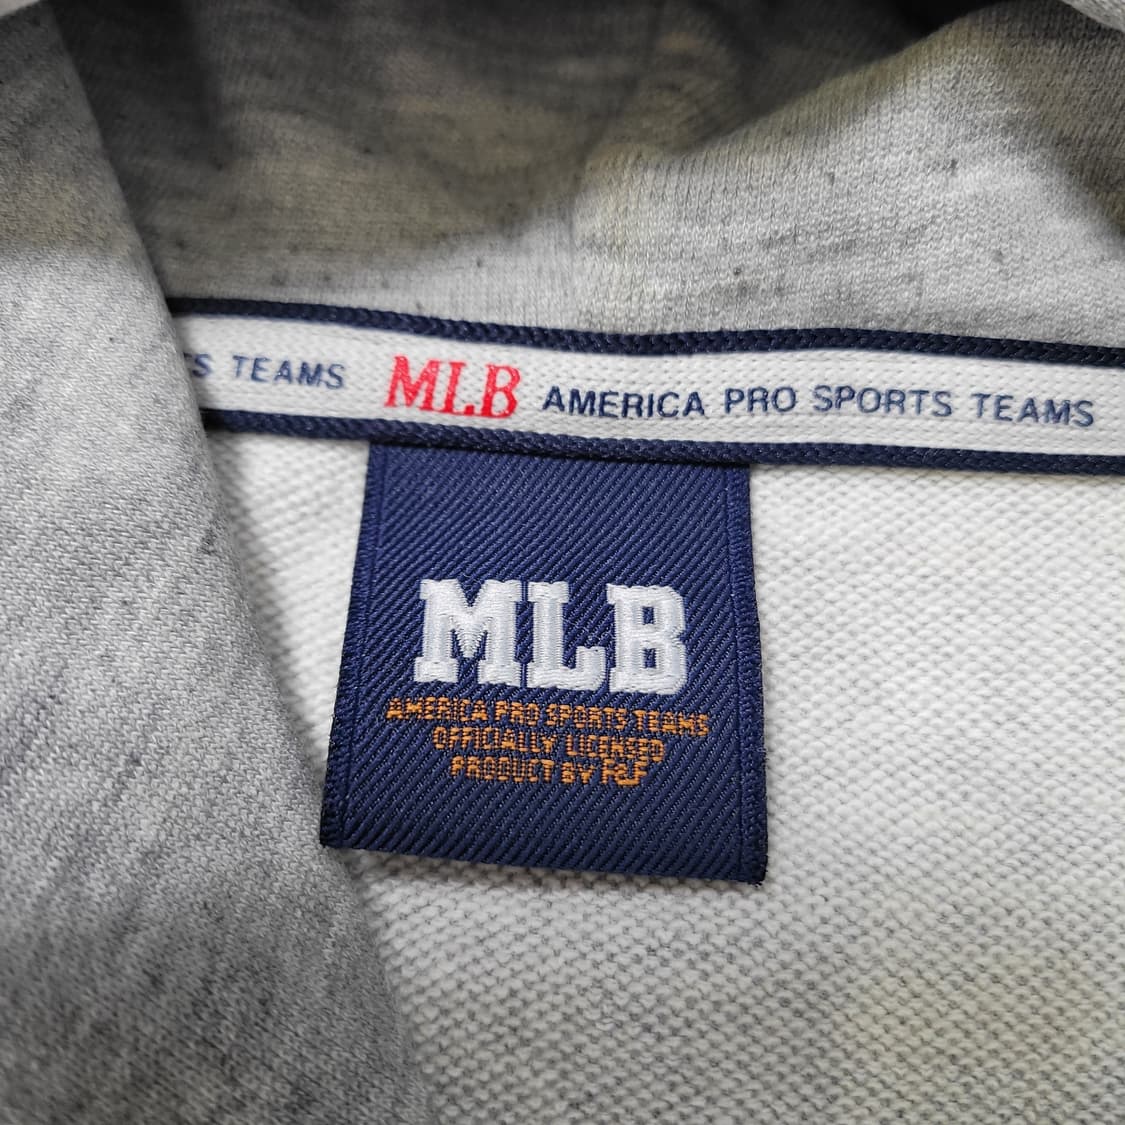 S TEAMS MLB AMERICA PRO SPORTS TEAMS
MLB
AMERICA PRO SPORTS TEAMS
OFFICIALLY LICENSED
PRODUCT BY